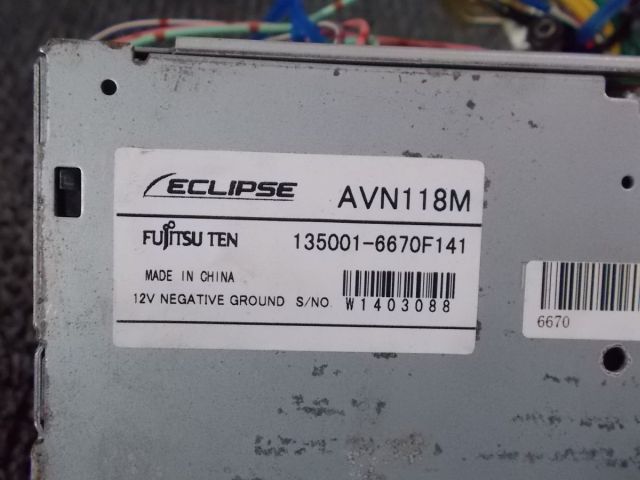 ECLIPSE AVN118M
FUJITSU TEN 135001-6670F141
MADE IN CHINA
12V NEGATIVE GROUND S/NO. W1403088
6670